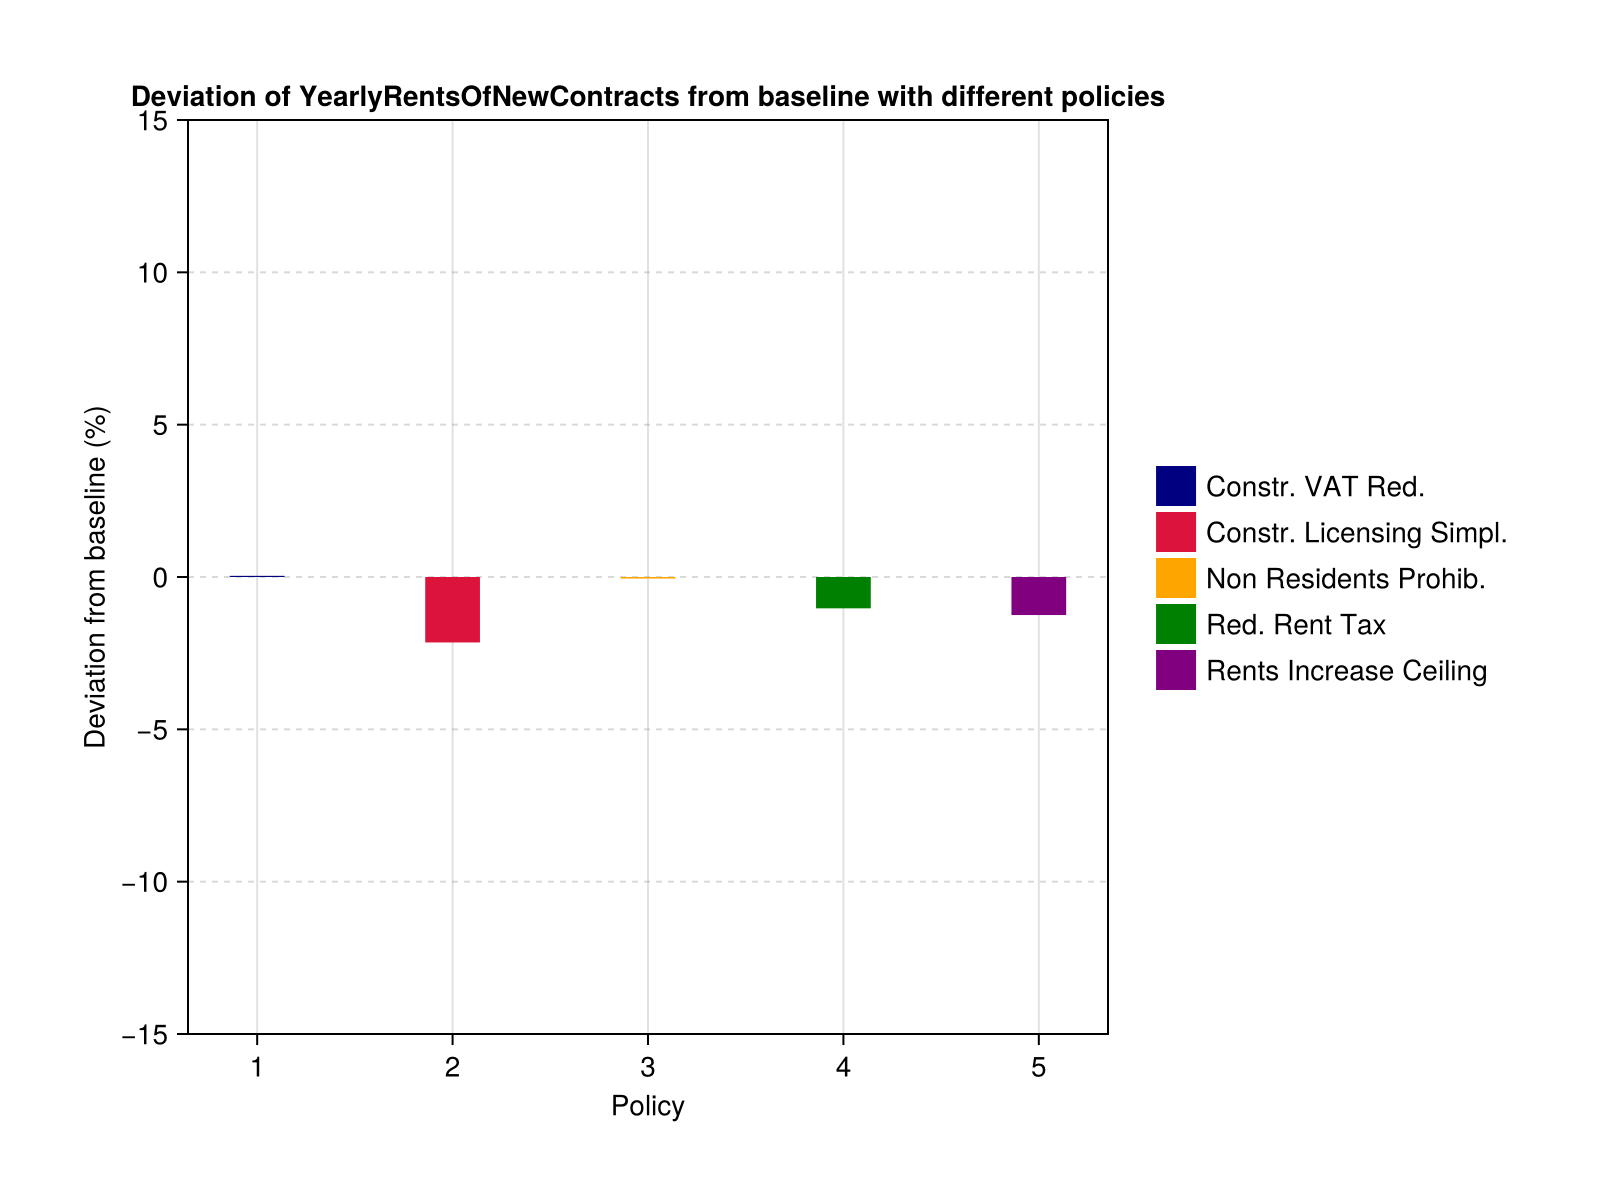 Deviation of YearlyRentsOfNewContracts from baseline with different policies
15
10
5
0
−5
−10
−15
Deviation from baseline (%)
1 2 3 4 5
Policy
Constr. VAT Red.
Constr. Licensing Simpl.
Non Residents Prohib.
Red. Rent Tax
Rents Increase Ceiling